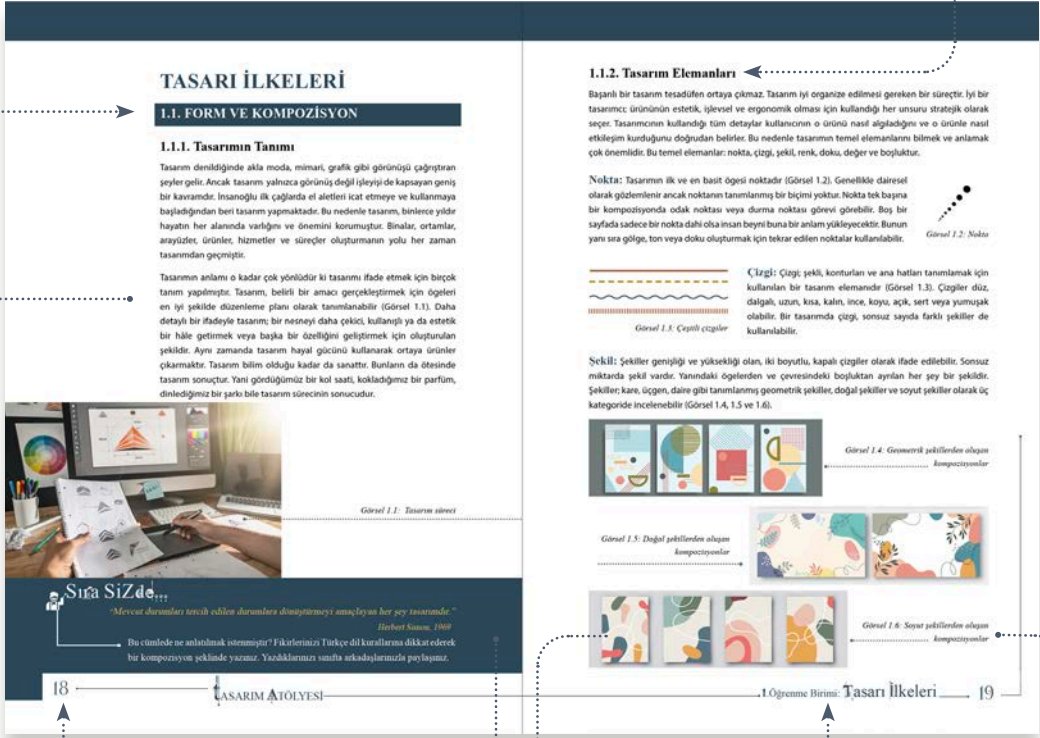 TASARI İLKELERİ
1.1. FORM VE KOMPOZİSYON
1.1.1. Tasarımın Tanımı
Tasarım denildiğinde akla moda, mimari, grafik gibi görünüşü çağrıştıran
şeyler gelir. Ancak tasarım yalnızca görünüş değil işleyişi de kapsayan geniş
bir kavramdır. İnsanoğlu ilk çağlarda el aletleri icat etmeye ve kullanmaya
başladığından beri tasarım yapmaktadır. Bu nedenle tasarım, binlerce yıldır
hayatın her alanında varlığını ve önemini korumuştur. Binalar, ortamlar,
arayüzler, ürünler, hizmetler ve süreçler oluşturmanın yolu her zaman
tasarımdan geçmiştir.
Tasarımın anlamı o kadar çok yönlüdür ki tasarımı ifade etmek için birçok
tanım yapılmıştır. Tasarım, belirli bir amacı gerçekleştirmek için ögeleri
en iyi şekilde düzenleme planı olarak tanımlanabilir (Görsel 1.1). Daha
detaylı bir ifadeyle tasarım; bir nesneyi daha çekici, kullanışlı ya da estetik
bir hâle getirmek veya başka bir özelliğini geliştirmek için oluşturulan
şekildir. Aynı zamanda tasarım hayal gücünü kullanarak ortaya ürünler
çıkarmaktır. Tasarım bilim olduğu kadar da sanattır. Bunların da ötesinde
tasarım sonuçtur. Yani gördüğümüz bir kol saati, kokladığımız bir parfüm,
dinlediğimiz bir şarkı bile tasarım sürecinin sonucudur.
Görsel 1.1: Tasarım süreci
Sıra SiZde...
"Mevcut durumları tercih edilen durumlara dönüştürmeyi amaçlayan her şey tasarımdır."
Herbert Simon, 1969
Bu cümlede ne anlatılmak istenmiştir? Fikirlerinizi Türkçe dil kurallarına dikkat ederek
bir kompozisyon şeklinde yazınız. Yazdıklarınızı sınıfta arkadaşlarınızla paylaşınız.
18 tASARIM ATÖLYESİ
1.1.2. Tasarım Elemanları
Başarılı bir tasarım tesadüfen ortaya çıkmaz. Tasarım iyi organize edilmesi gereken bir süreçtir. İyi bir
tasarımcı; ürününün estetik, işlevsel ve ergonomik olması için kullandığı her unsuru stratejik olarak
seçer. Tasarımcının kullandığı tüm detaylar kullanıcının o ürünü nasıl algıladığını ve o ürünle nasıl
etkileşim kurduğunu doğrudan belirler. Bu nedenle tasarımın temel elemanlarını bilmek ve anlamak
çok önemlidir. Bu temel elemanlar: nokta, çizgi, şekil, renk, doku, değer ve boşluktur.
Nokta: Tasarımın ilk ve en basit ögesi noktadır (Görsel 1.2). Genellikle dairesel
olarak gözlemlenir ancak noktanın tanımlanmış bir biçimi yoktur. Nokta tek başına
bir kompozisyonda odak noktası veya durma noktası görevi görebilir. Boş bir
sayfada sadece bir nokta dahi olsa insan beyni buna bir anlam yükleyecektir. Bunun
yanı sıra gölge, ton veya doku oluşturmak için tekrar edilen noktalar kullanılabilir.
Görsel 1.2: Nokta
Çizgi: Çizgi; şekli, konturları ve ana hatları tanımlamak için
kullanılan bir tasarım elemanıdır (Görsel 1.3). Çizgiler düz,
dalgalı, uzun, kısa, kalın, ince, koyu, açık, sert veya yumuşak
olabilir. Bir tasarımda çizgi, sonsuz sayıda farklı şekiller de
kullanılabilir.
Görsel 1.3: Çeşitli çizgiler
Şekil: Şekiller genişliği ve yüksekliği olan, iki boyutlu, kapalı çizgiler olarak ifade edilebilir. Sonsuz
miktarda şekil vardır. Yanındaki ögelerden ve çevresindeki boşluktan ayrılan her şey bir şekildir.
Şekiller; kare, üçgen, daire gibi tanımlanmış geometrik şekiller, doğal şekiller ve soyut şekiller olarak üç
kategoride incelenebilir (Görsel 1.4, 1.5 ve 1.6).
Görsel 1.4: Geometrik şekillerden oluşan
kompozisyonlar
Görsel 1.5: Doğal şekillerden oluşan
kompozisyonlar
Görsel 1.6: Soyut şekillerden oluşan
kompozisyonlar
1.Öğrenme Birimi: Tasarı İlkeleri 19